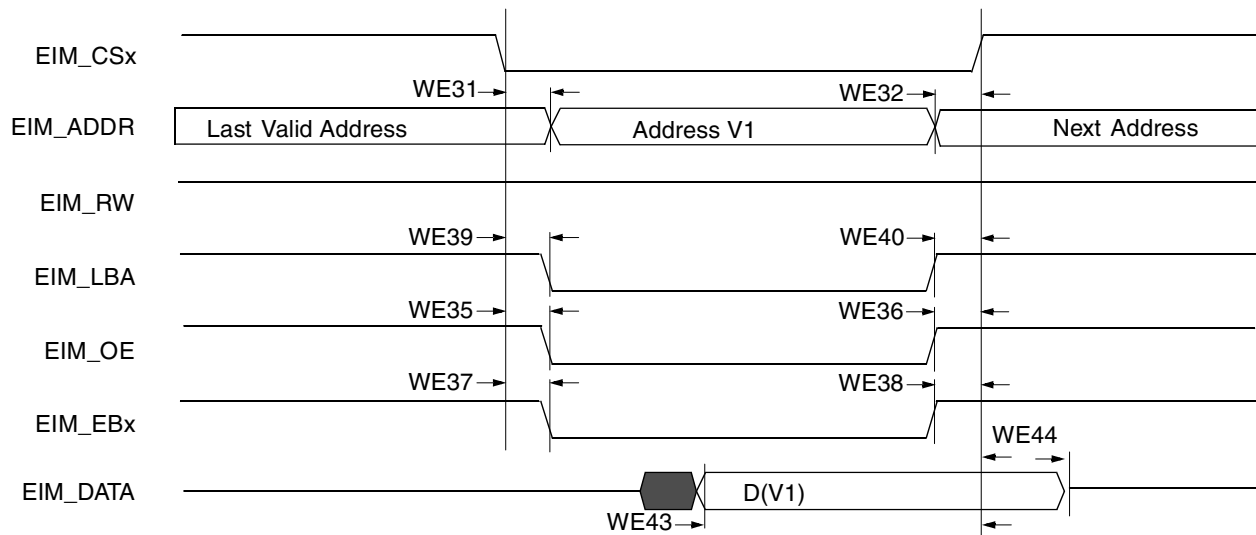 EIM_CSx
WE31
WE32
EIM_ADDR
Last Valid Address
Address V1
Next Address
EIM_RW
WE39
WE40
EIM_LBA
WE35
WE36
EIM_OE
WE37
WE38
EIM_EBx
WE44
EIM_DATA
D(V1)
WE43